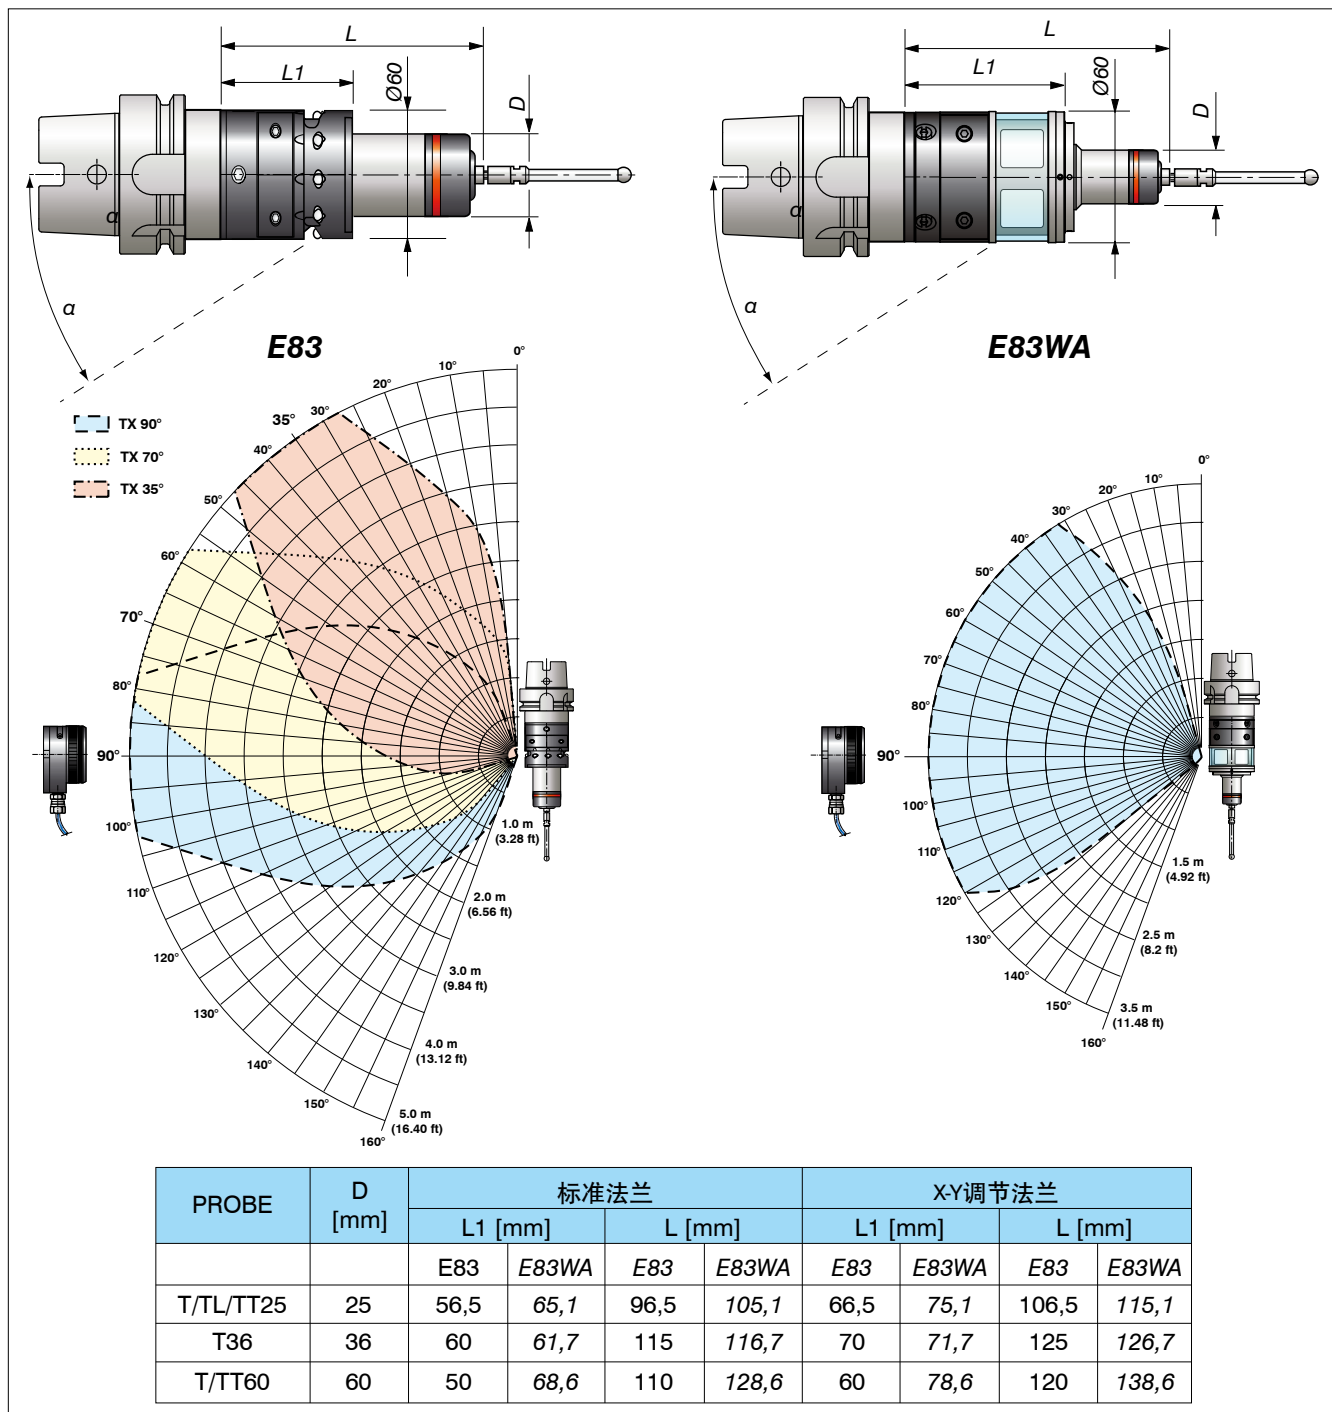 L
L1
Ø60
D
α
α
E83
L
L1
Ø60
D
α
α
E83WA
TX 90°
TX 70°
TX 35°
0°
10°
20°
30°
35°
40°
50°
60°
70°
80°
90°
100°
110°
120°
130°
140°
150°
160°
1.0 m
(3.28 ft)
2.0 m
(6.56 ft)
3.0 m
(9.84 ft)
4.0 m
(13.12 ft)
5.0 m
(16.40 ft)
0°
10°
20°
30°
40°
50°
60°
70°
80°
90°
100°
110°
120°
130°
140°
150°
160°
1.5 m
(4.92 ft)
2.5 m
(8.2 ft)
3.5 m
(11.48 ft)
PROBE D [mm] 标准法兰 X-Y调节法兰
L1 [mm] L [mm] L1 [mm] L [mm]
E83 E83WA E83 E83WA E83 E83WA E83 E83WA
T/TL/TT25 25 56,5 65,1 96,5 105,1 66,5 75,1 106,5 115,1
T36 36 60 61,7 115 116,7 70 71,7 125 126,7
T/TT60 60 50 68,6 110 128,6 60 78,6 120 138,6